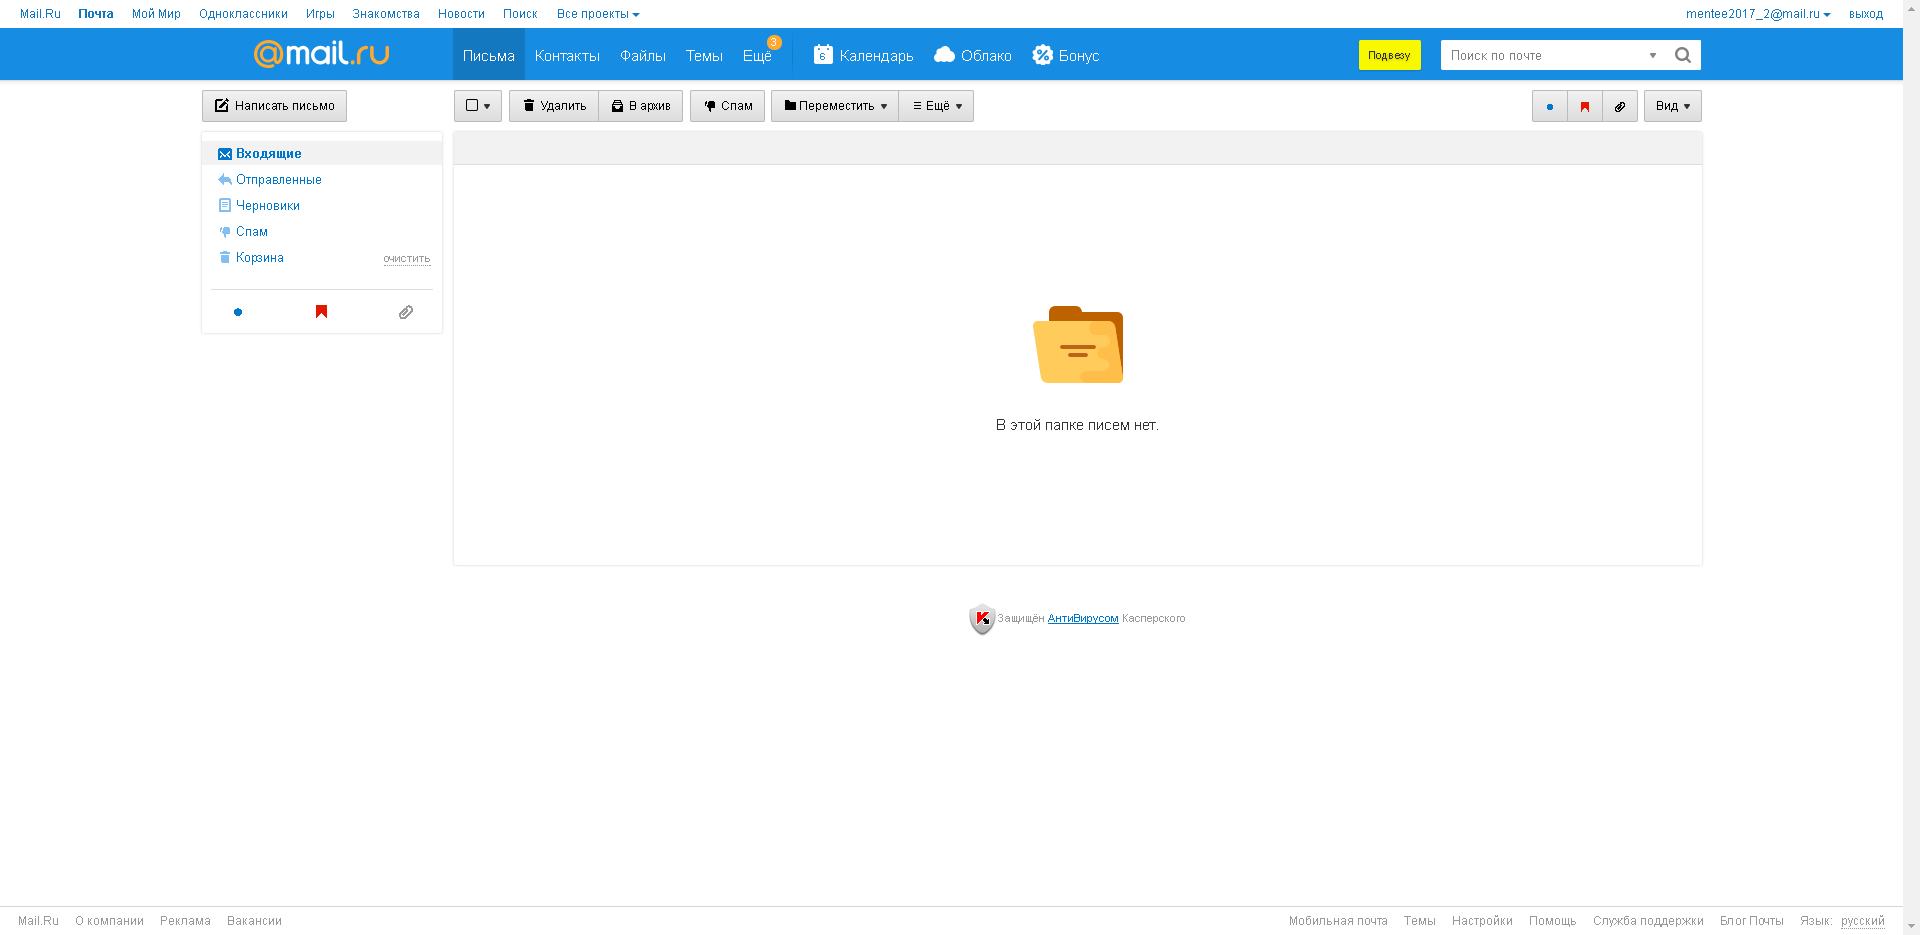 Mail.Ru Почта Мой Мир Одноклассники Игры Знакомства Новости Поиск Все проекты mentee2017_2@mail.ru выход
@mail.ru Письма Контакты Файлы Темы Ещё 3 6 Календарь Облако Бонус Подвезу Поиск по почте
Написать письмо Удалить В архив Спам Переместить Ещё Вид
Входящие
Отправленные
Черновики
Спам
Корзина очистить
В этой папке писем нет.
Защищён АнтиВирусом Касперского
Mail.Ru О компании Реклама Вакансии Мобильная почта Темы Настройки Помощь Служба поддержки Блог Почты Язык: русский